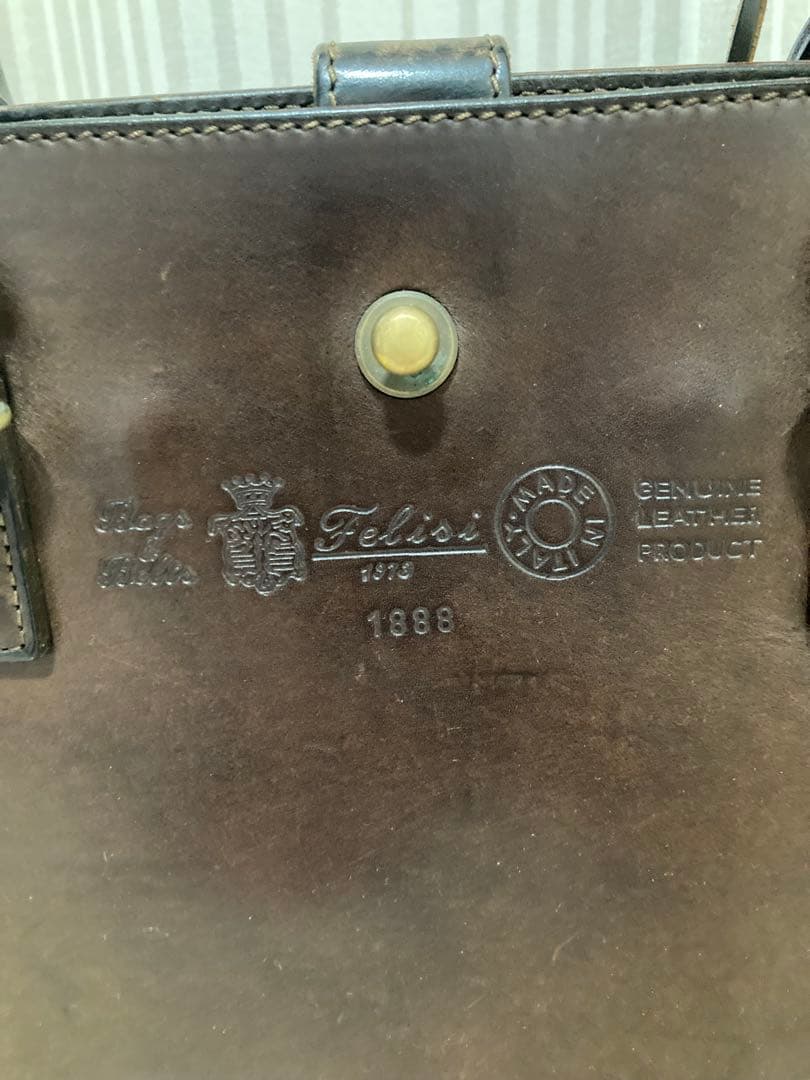 Bags
&
Belts
Felisi
1973
1888
MADE IN ITALY
GENUINE
LEATHER
PRODUCT